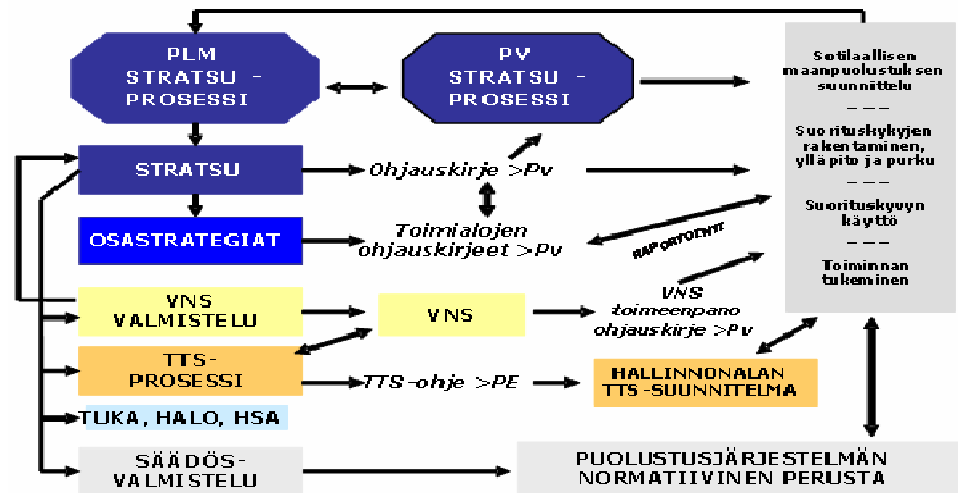 PLM
STRATSU -
PROSESSI
PV
STRATSU -
PROSESSI
Sotilaallisen
maanpuolustuksen
suunnittelu
– – –
Suorituskykyjen
rakentaminen,
ylläpito ja purku
– – –
Suorituskyvyn
käyttö
– – –
Toiminnan
tukeminen
STRATSU
Ohjauskirje >Pv
OSASTRATEGIAT
Toimialojen
ohjauskirjeet >Pv
RAPORTOINTI
VNS
VALMISTELU
VNS
VNS
toimeenpano
ohjauskirje >Pv
TTS-
PROSESSI
TTS-ohje >PE
HALLINNONALAN
TTS-SUUNNITELMA
TUKA, HALO, HSA
SÄÄDÖS-
VALMISTELU
PUOLUSTUSJÄRJESTELMÄN
NORMATIIVINEN PERUSTA